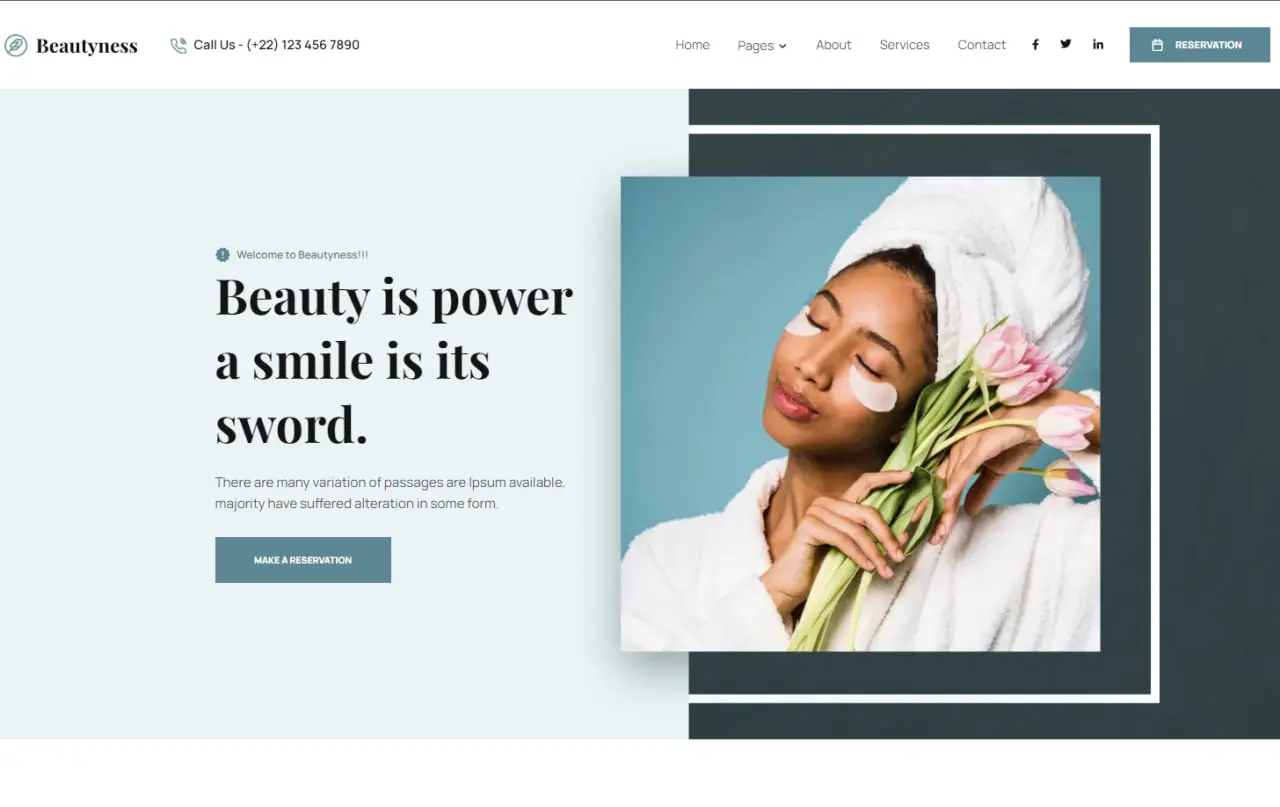 Beautyness
Call Us - (+22) 123 456 7890
Home
Pages
About
Services
Contact
RESERVATION
Welcome to Beautyness!!!
Beauty is power
a smile is its
sword.
There are many variation of passages are Ipsum available,
majority have suffered alteration in some form.
MAKE A RESERVATION